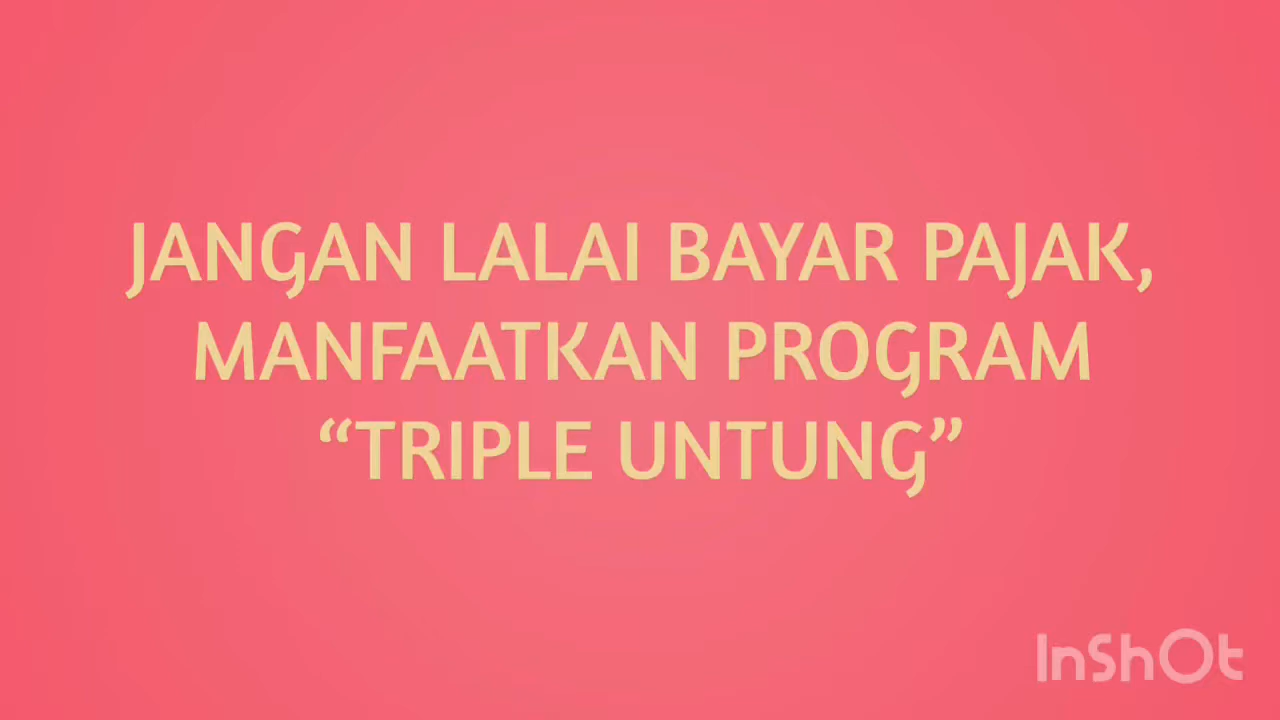 JANGAN LALAI BAYAR PAJAK,
MANFAATKAN PROGRAM
“TRIPLE UNTUNG”
InShOt